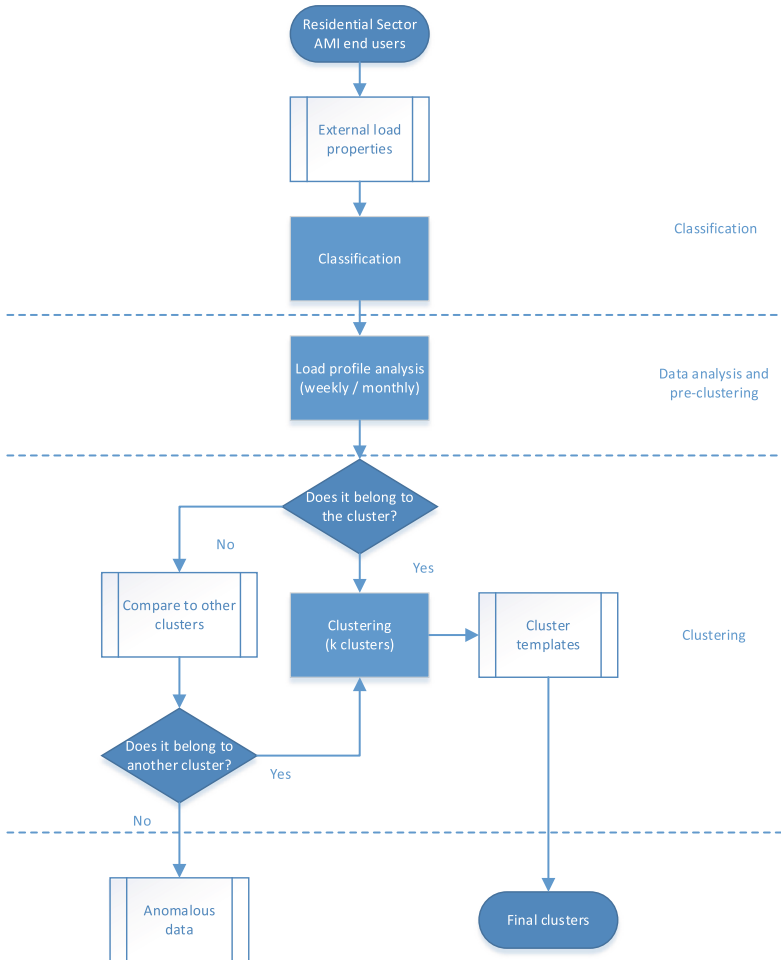 Residential Sector
AMI end users
External load
properties
Classification
Classification
Load profile analysis
(weekly / monthly)
Data analysis and
pre-clustering
Does it belong to
the cluster?
No
Yes
Compare to other
clusters
Clustering
(k clusters)
Cluster
templates
Clustering
Does it belong to
another cluster?
Yes
No
Anomalous
data
Final clusters